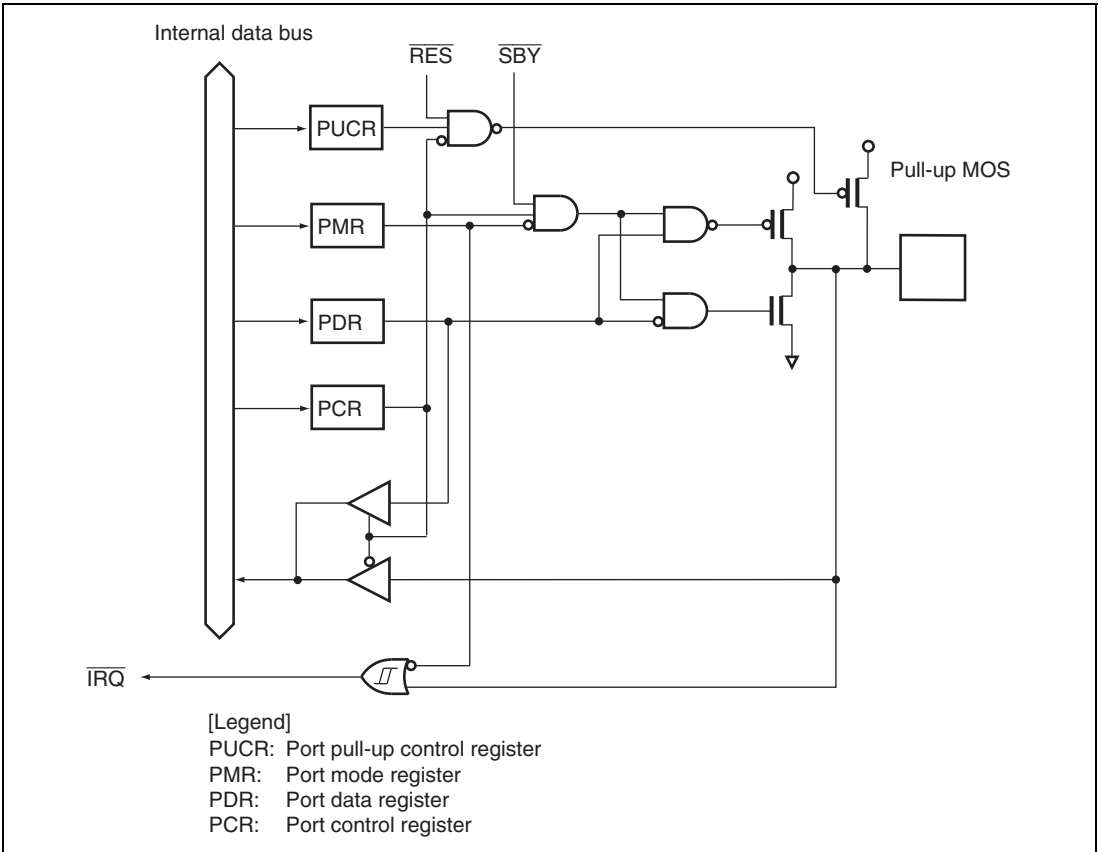 Internal data bus
RES
SBY
PUCR
Pull-up MOS
PMR
PDR
PCR
IRQ
[Legend]
PUCR: Port pull-up control register
PMR: Port mode register
PDR: Port data register
PCR: Port control register